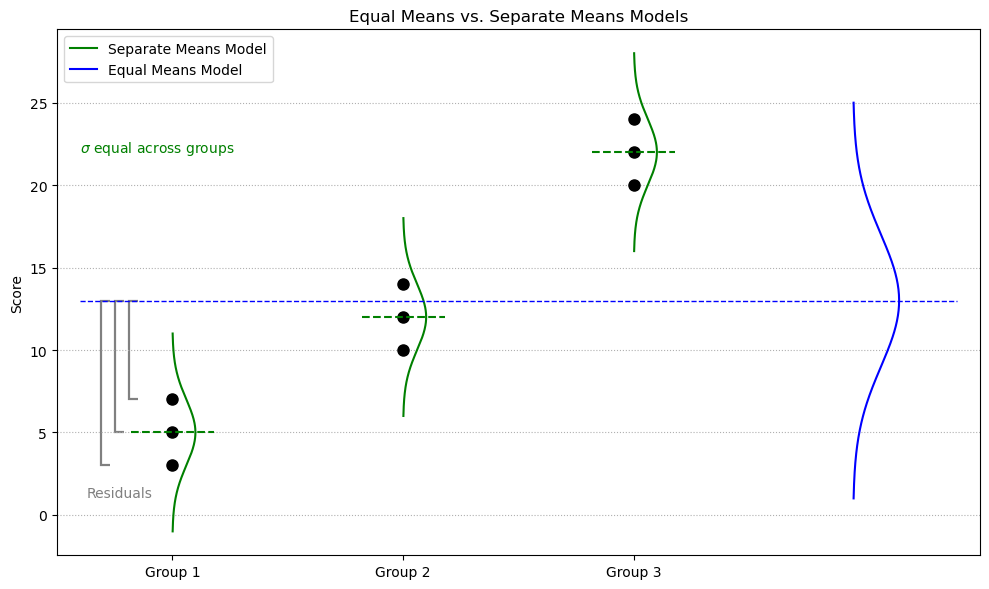 Equal Means vs. Separate Means Models
Separate Means Model
Equal Means Model
σ equal across groups
Residuals
Score
25
20
15
10
5
0
Group 1
Group 2
Group 3